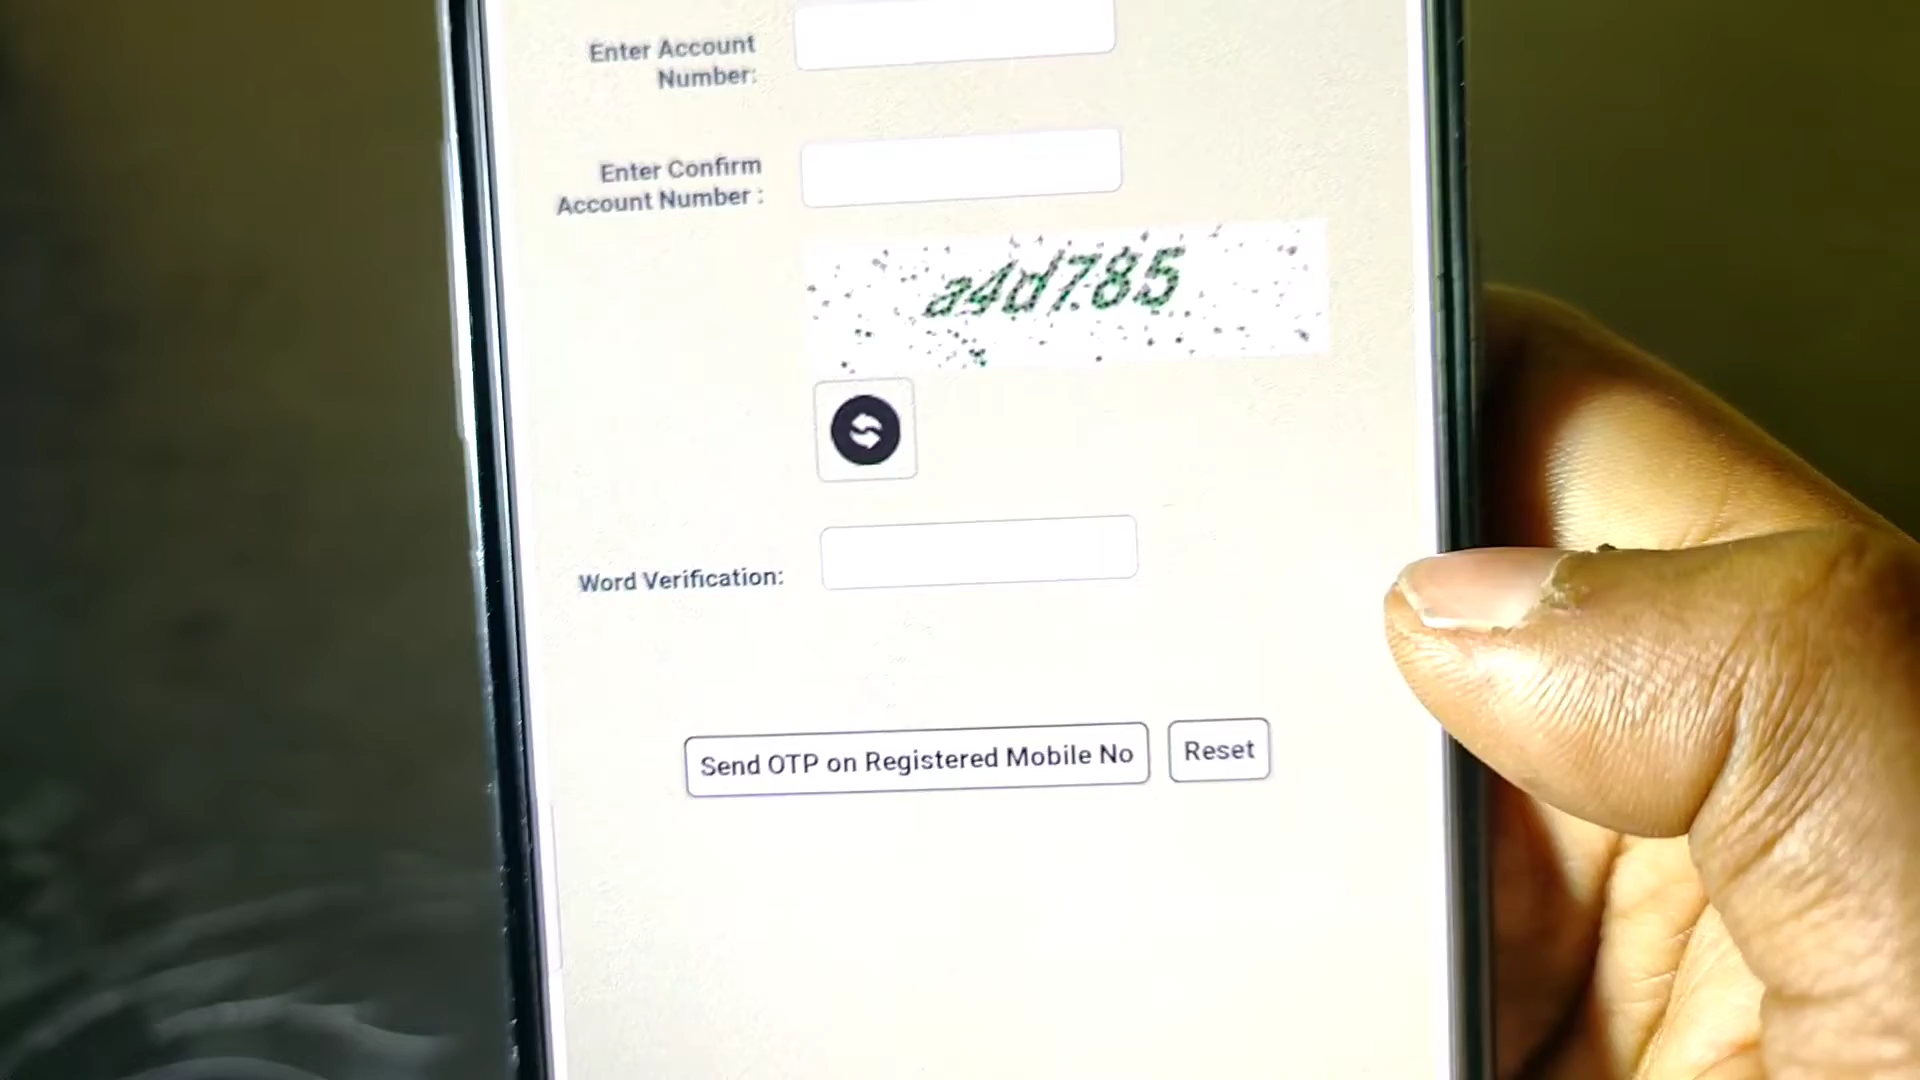 Enter Account
Number:
Enter Confirm
Account Number :
a4d785
Word Verification:
Send OTP on Registered Mobile No
Reset